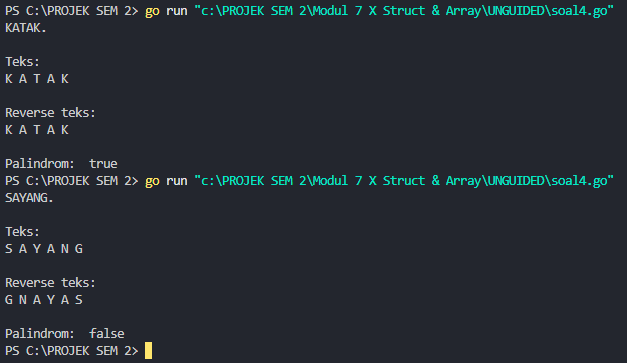 PS C:\PROJEK SEM 2> go run "c:\PROJEK SEM 2\Modul 7 X Struct & Array\UNGUIDED\soal4.go"
KATAK.
Teks:
K A T A K
Reverse teks:
K A T A K
Palindrom:  true
PS C:\PROJEK SEM 2> go run "c:\PROJEK SEM 2\Modul 7 X Struct & Array\UNGUIDED\soal4.go"
SAYANG.
Teks:
S A Y A N G
Reverse teks:
G N A Y A S
Palindrom:  false
PS C:\PROJEK SEM 2>